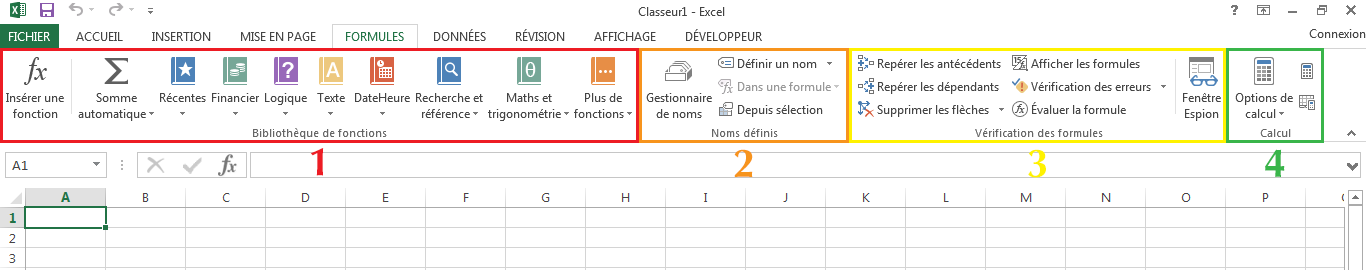 Classeur1 - Excel
FICHIER ACCUEIL INSERTION MISE EN PAGE FORMULES DONNÉES RÉVISION AFFICHAGE DÉVELOPPEUR Connexion
fx Insérer une fonction
Σ Somme automatique
Récentes
Financier
Logique
A Texte
DateHeure
Recherche et référence
θ Maths et trigonométrie
Plus de fonctions
Bibliothèque de fonctions
Gestionnaire de noms
Définir un nom
Dans une formule
Depuis sélection
Noms définis
Repérer les antécédents
Repérer les dépendants
Supprimer les flèches
Afficher les formules
Vérification des erreurs
Évaluer la formule
Fenêtre Espion
Vérification des formules
Options de calcul
Calcul
1 2 3 4
A1 fx
A B C D E F G H I J K L M N O P
1
2
3